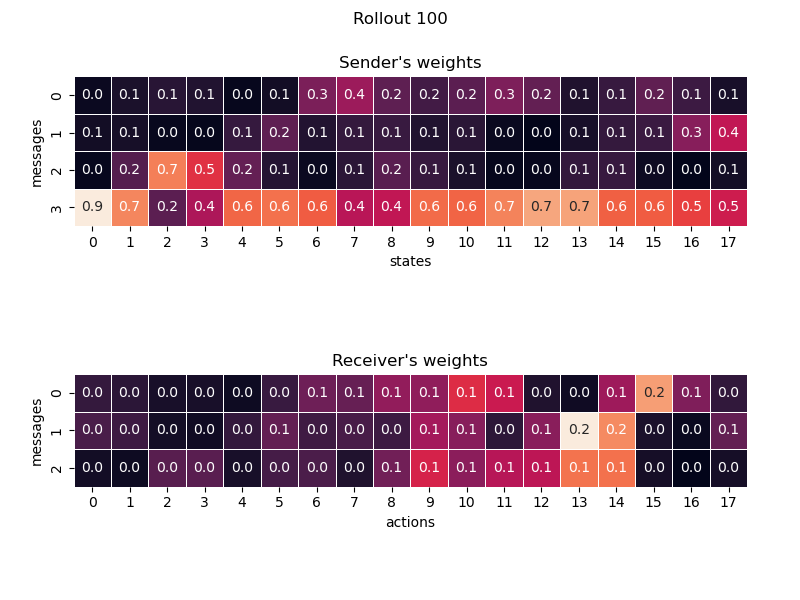 Rollout 100
Sender's weights
messages
0 0.0 0.1 0.1 0.1 0.0 0.1 0.3 0.4 0.2 0.2 0.2 0.3 0.2 0.1 0.1 0.2 0.1 0.1
1 0.1 0.1 0.0 0.0 0.1 0.2 0.1 0.1 0.1 0.1 0.1 0.0 0.0 0.1 0.1 0.1 0.3 0.4
2 0.0 0.2 0.7 0.5 0.2 0.1 0.0 0.1 0.2 0.1 0.1 0.0 0.0 0.1 0.1 0.0 0.0 0.1
3 0.9 0.7 0.2 0.4 0.6 0.6 0.6 0.4 0.4 0.6 0.6 0.7 0.7 0.7 0.6 0.6 0.5 0.5
0 1 2 3 4 5 6 7 8 9 10 11 12 13 14 15 16 17
states
Receiver's weights
messages
0 0.0 0.0 0.0 0.0 0.0 0.0 0.1 0.1 0.1 0.1 0.1 0.1 0.0 0.0 0.1 0.2 0.1 0.0
1 0.0 0.0 0.0 0.0 0.0 0.1 0.0 0.0 0.0 0.1 0.1 0.0 0.1 0.2 0.2 0.0 0.0 0.1
2 0.0 0.0 0.0 0.0 0.0 0.0 0.0 0.0 0.1 0.1 0.1 0.1 0.1 0.1 0.1 0.0 0.0 0.0
0 1 2 3 4 5 6 7 8 9 10 11 12 13 14 15 16 17
actions